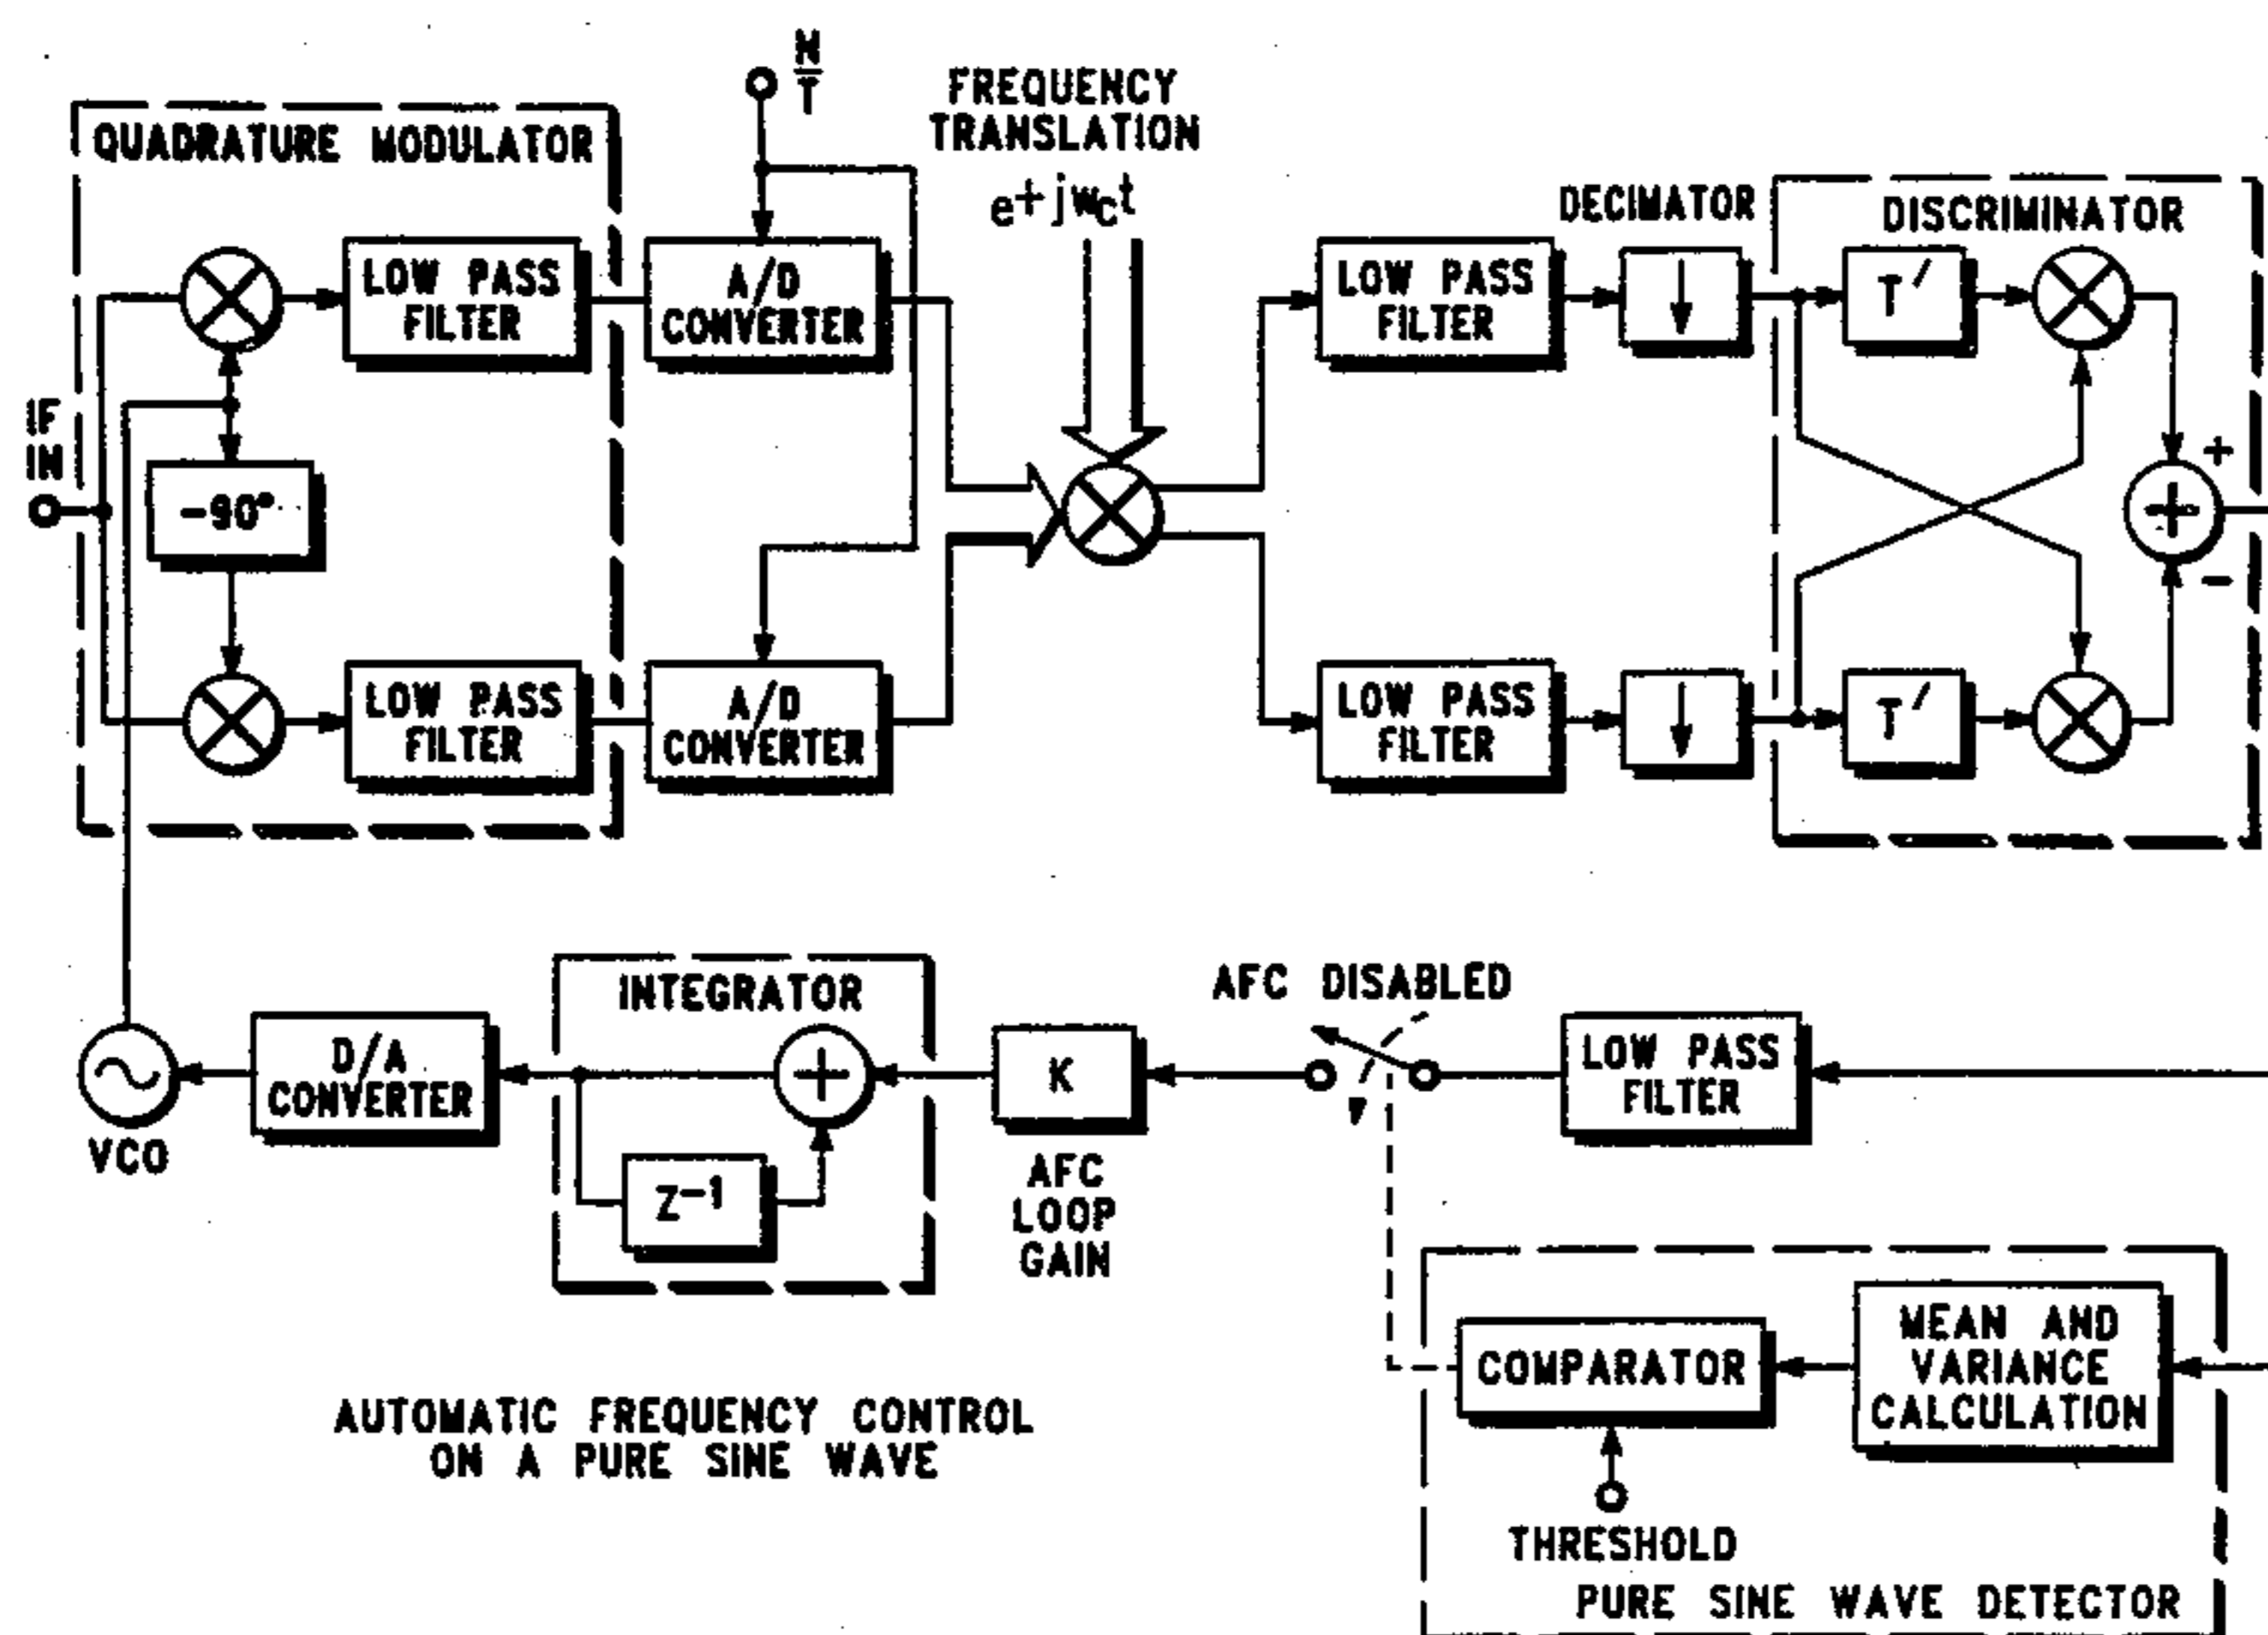 N
T
FREQUENCY
TRANSLATION
e+jwct
QUADRATURE MODULATOR
DECIMATOR
DISCRIMINATOR
LOW PASS
FILTER
A/D
CONVERTER
LOW PASS
FILTER
↓
T′
IF
IN
-90°
+
+
-
LOW PASS
FILTER
A/D
CONVERTER
LOW PASS
FILTER
↓
T′
INTEGRATOR
AFC DISABLED
D/A
CONVERTER
+
K
LOW PASS
FILTER
VCO
Z-1
AFC
LOOP
GAIN
COMPARATOR
MEAN AND
VARIANCE
CALCULATION
AUTOMATIC FREQUENCY CONTROL
ON A PURE SINE WAVE
THRESHOLD
PURE SINE WAVE DETECTOR